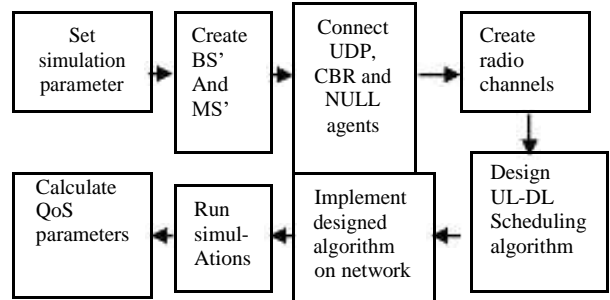 Set
simulation
parameter
Create
BS'
And
MS'
Connect
UDP,
CBR and
NULL
agents
Create
radio
channels
Design
UL-DL
Scheduling
algorithm
Implement
designed
algorithm
on network
Run
simul-
Ations
Calculate
QoS
parameters